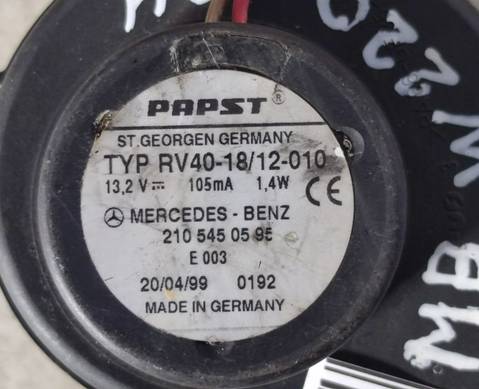 PAPST ®
ST.GEORGEN GERMANY
TYP RV40-18/12-010
13,2 V⎓ 105mA 1,4W CE
MERCEDES - BENZ
210 545 05 95
E 003
20/04/99 0192
MADE IN GERMANY
MB W
220